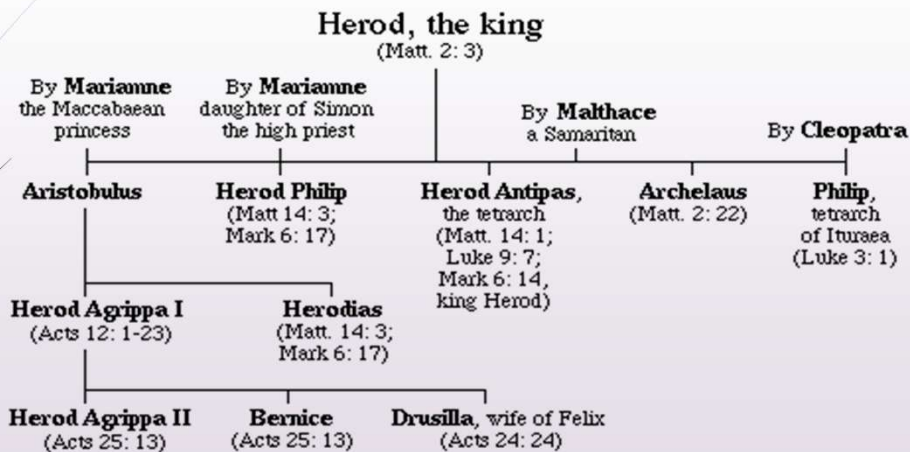 Herod, the king
(Matt. 2: 3)
By Mariamne
the Maccabaean
princess
By Mariamne
daughter of Simon
the high priest
By Malthace
a Samaritan
By Cleopatra
Aristobulus
Herod Philip
(Matt 14: 3;
Mark 6: 17)
Herod Antipas,
the tetrarch
(Matt. 14: 1;
Luke 9: 7;
Mark 6: 14,
king Herod)
Archelaus
(Matt. 2: 22)
Philip,
tetrarch
of Ituraea
(Luke 3: 1)
Herod Agrippa I
(Acts 12: 1-23)
Herodias
(Matt. 14: 3;
Mark 6: 17)
Herod Agrippa II
(Acts 25: 13)
Bernice
(Acts 25: 13)
Drusilla, wife of Felix
(Acts 24: 24)